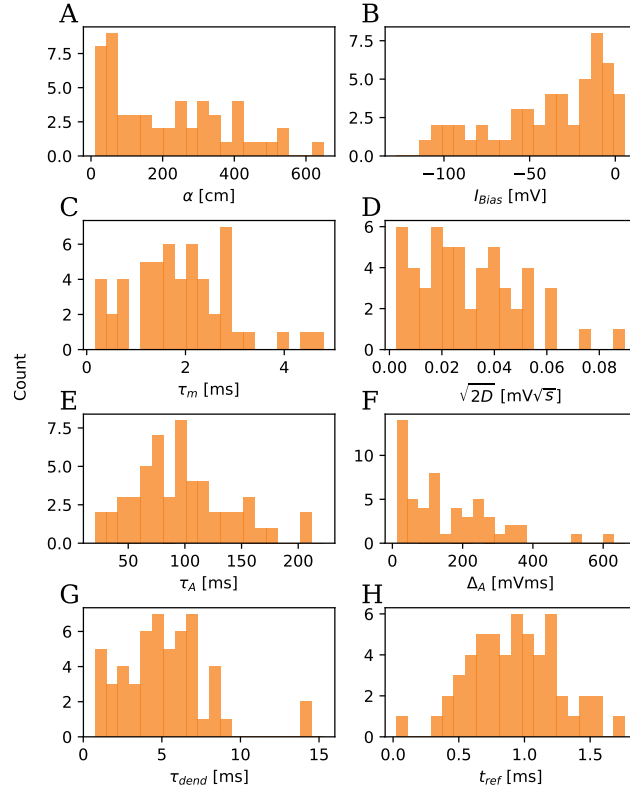 A
B
7.5
5.0
2.5
0.0
0 200 400 600
α [cm]
7.5
5.0
2.5
0.0
−100 −50 0
I_Bias [mV]
C
D
6
4
2
0
0 2 4
τ_m [ms]
6
4
2
0
0.00 0.02 0.04 0.06 0.08
√2D [mV√s]
Count
E
F
7.5
5.0
2.5
0.0
50 100 150 200
τ_A [ms]
10
5
0
0 200 400 600
Δ_A [mVms]
G
H
6
4
2
0
0 5 10 15
τ_dend [ms]
6
4
2
0
0.0 0.5 1.0 1.5
t_ref [ms]